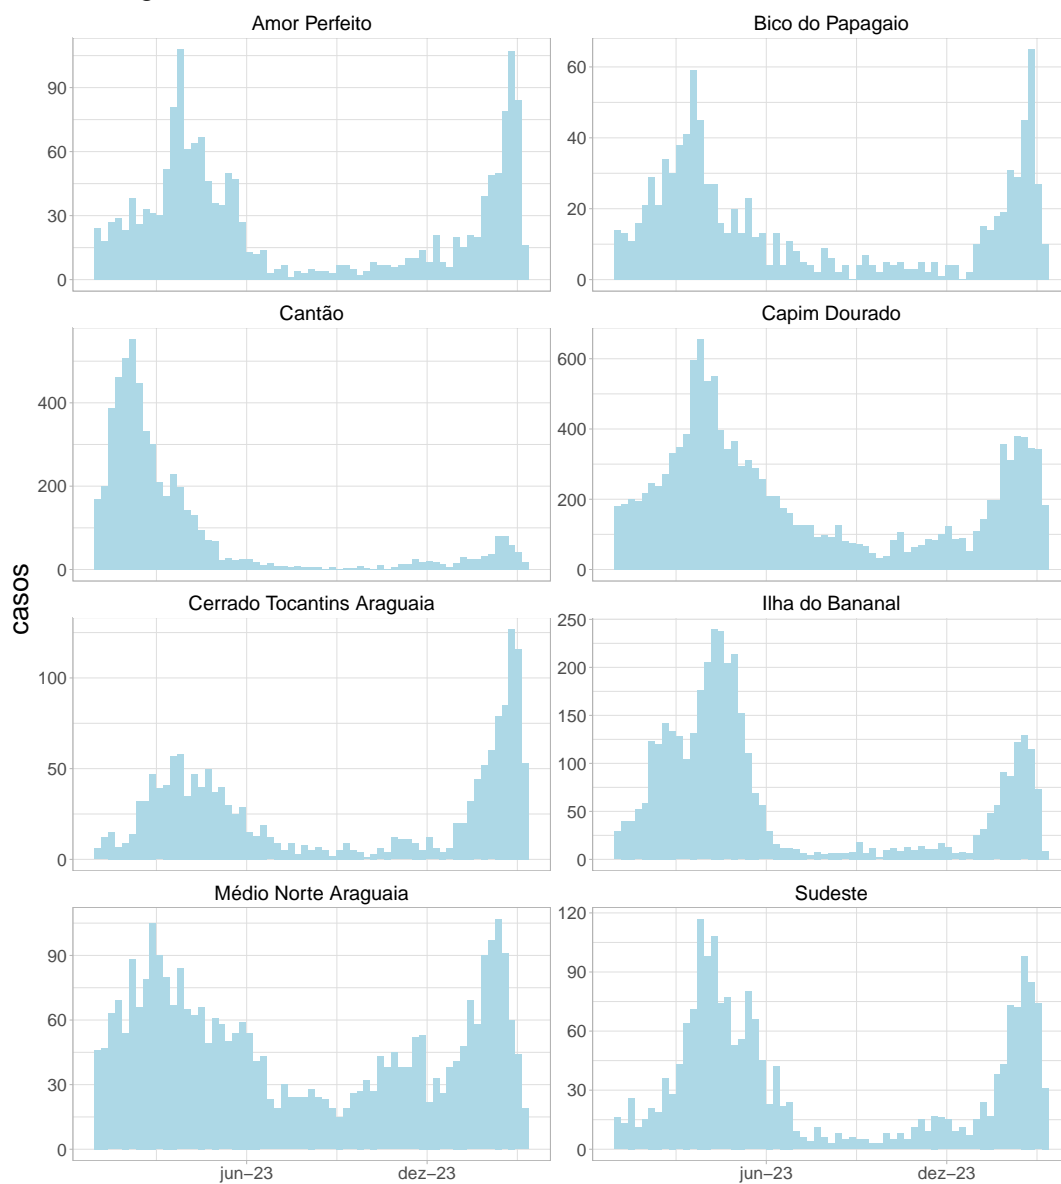 Amor Perfeito
Bico do Papagaio
90
60
30
0
60
40
20
0
Cantão
Capim Dourado
400
200
0
600
400
200
0
casos
Cerrado Tocantins Araguaia
Ilha do Bananal
100
50
0
250
200
150
100
50
0
Médio Norte Araguaia
Sudeste
90
60
30
0
120
90
60
30
0
jun−23
dez−23
jun−23
dez−23